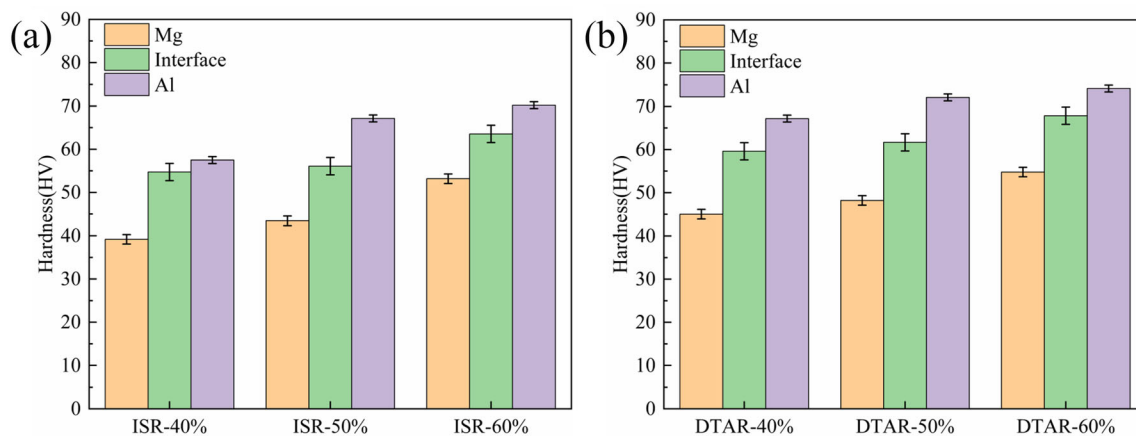 (a)
Mg
Interface
Al
Hardness(HV)
90
80
70
60
50
40
30
20
10
0
ISR-40% ISR-50% ISR-60%
(b)
Mg
Interface
Al
Hardness(HV)
90
80
70
60
50
40
30
20
10
0
DTAR-40% DTAR-50% DTAR-60%